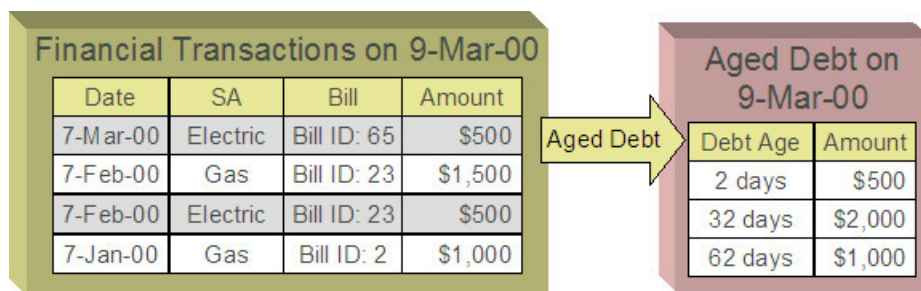 Financial Transactions on 9-Mar-00
Date SA Bill Amount
7-Mar-00 Electric Bill ID: 65 $500
7-Feb-00 Gas Bill ID: 23 $1,500
7-Feb-00 Electric Bill ID: 23 $500
7-Jan-00 Gas Bill ID: 2 $1,000
Aged Debt
Aged Debt on
9-Mar-00
Debt Age Amount
2 days $500
32 days $2,000
62 days $1,000